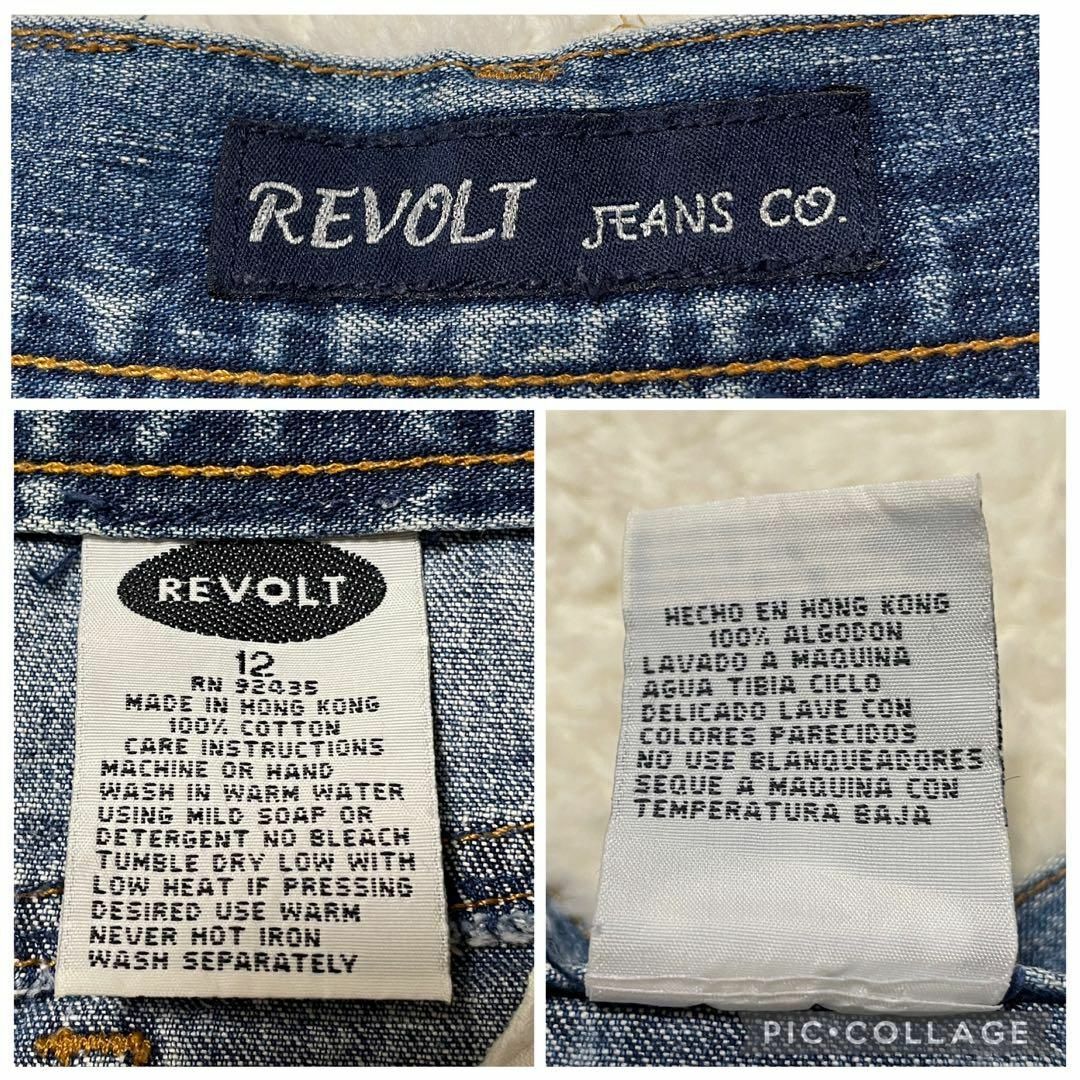 REVOLT JEANS CO.
REVOLT
12
RN 92035
MADE IN HONG KONG
100% COTTON
CARE INSTRUCTIONS
MACHINE OR HAND
WASH IN WARM WATER
USING MILD SOAP OR
DETERGENT NO BLEACH
TUMBLE DRY LOW WITH
LOW HEAT IF PRESSING
DESIRED USE WARM
NEVER HOT IRON
WASH SEPARATELY
HECHO EN HONG KONG
100% ALGODON
LAVADO A MAQUINA
AGUA TIBIA CICLO
DELICADO LAVE CON
COLORES PARECIDOS
NO USE BLANQUEADORES
SEQUE A MAQUINA CON
TEMPERATURA BAJA
PIC•COLLAGE